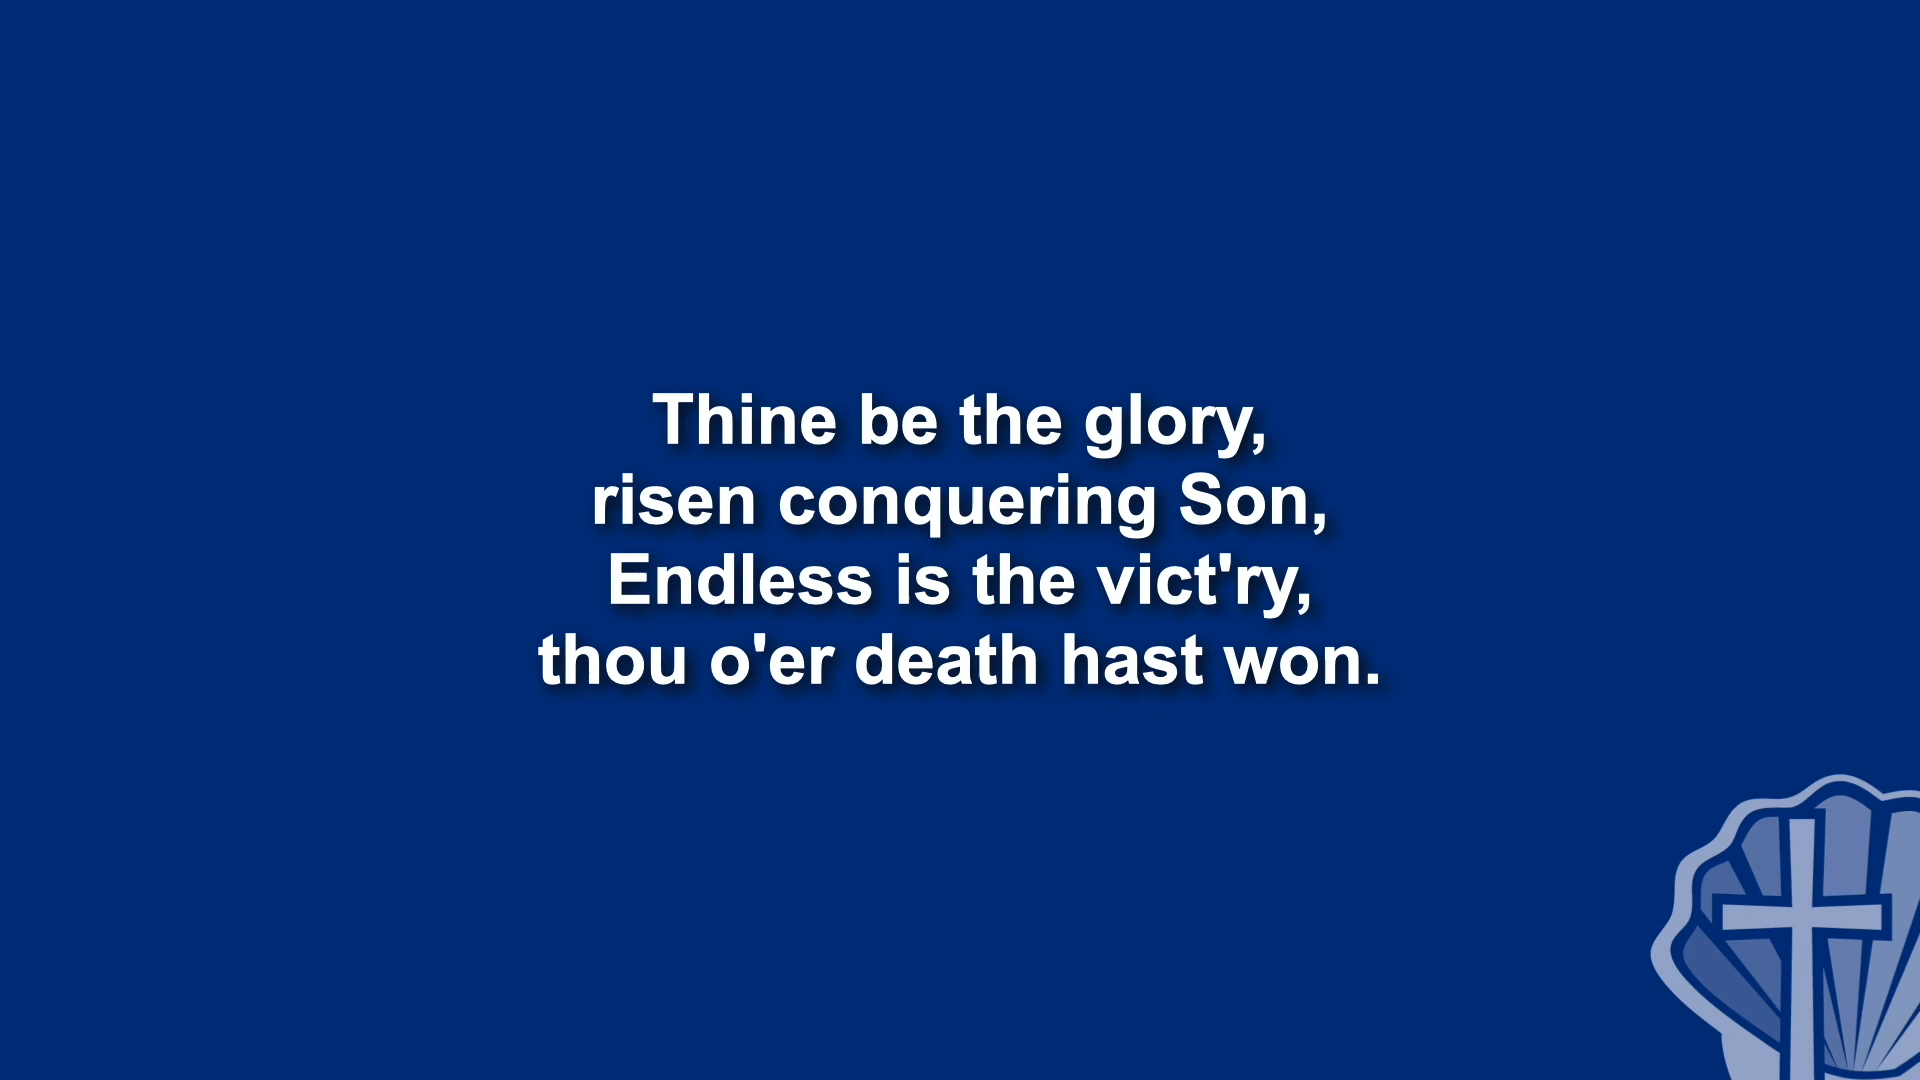 Thine be the glory,
risen conquering Son,
Endless is the vict'ry,
thou o'er death hast won.